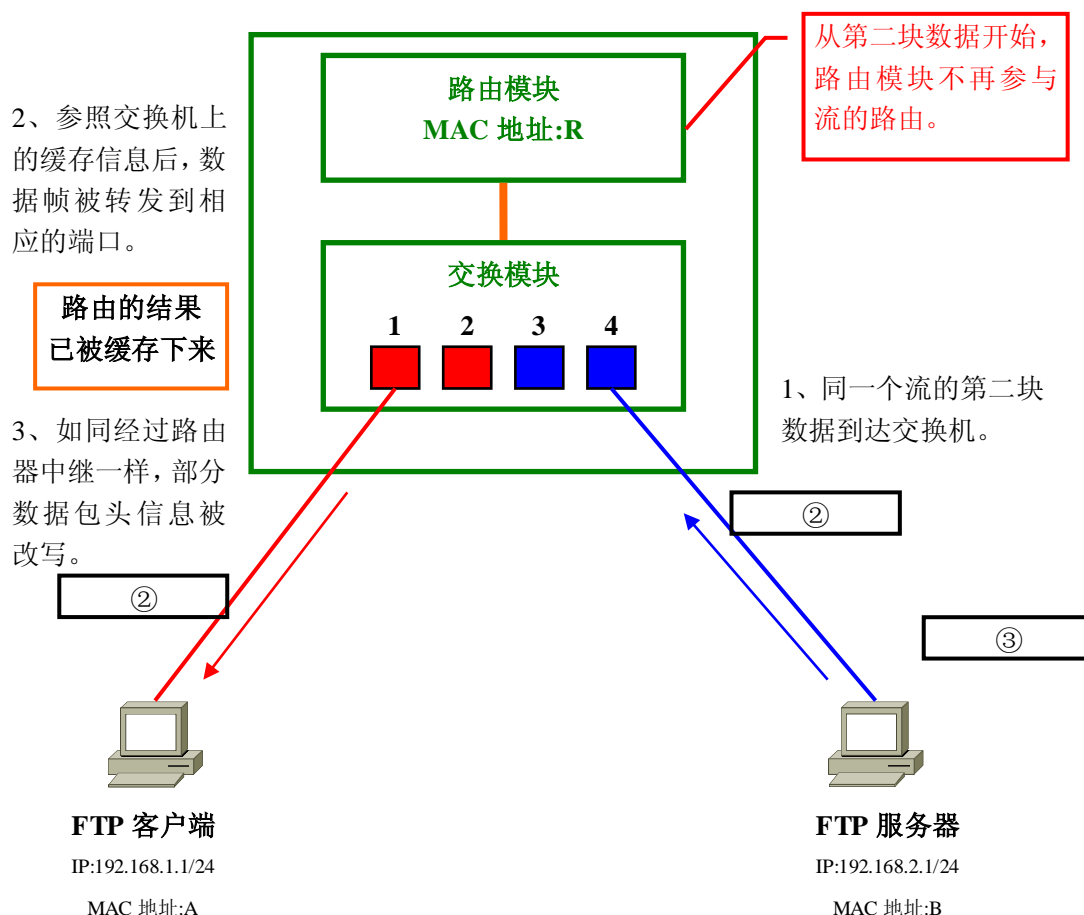 从第二块数据开始，
路由模块不再参与
流的路由。
路由模块
MAC 地址:R
2、参照交换机上
的缓存信息后，数
据帧被转发到相
应的端口。
交换模块
路由的结果
已被缓存下来
1 2 3 4
1、同一个流的第二块
数据到达交换机。
3、如同经过路由
器中继一样，部分
数据包头信息被
改写。
②
②
③
FTP 客户端
IP:192.168.1.1/24
MAC 地址:A
FTP 服务器
IP:192.168.2.1/24
MAC 地址:B